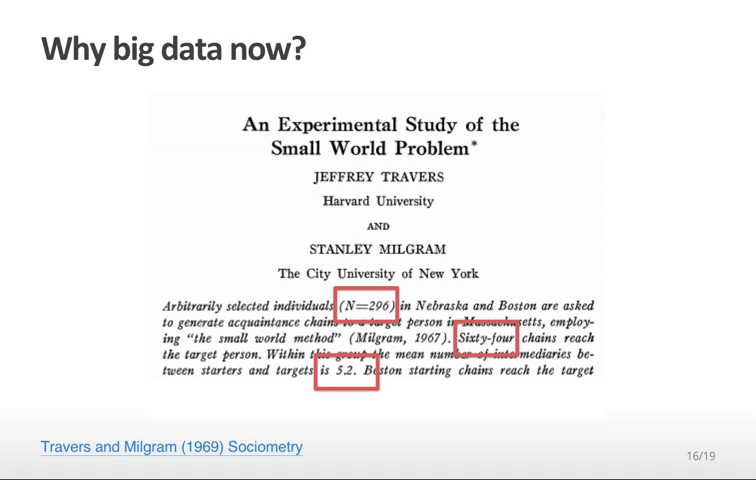 Why big data now?
An Experimental Study of the
Small World Problem*
JEFFREY TRAVERS
Harvard University
AND
STANLEY MILGRAM
The City University of New York
Arbitrarily selected individuals (N=296) in Nebraska and Boston are asked
to generate acquaintance chains to a target person in Massachusetts, employ-
ing “the small world method” (Milgram, 1967). Sixty-four chains reach
the target person. Within this group the mean number of intermediaries be-
tween starters and targets is 5.2. Boston starting chains reach the target
Travers and Milgram (1969) Sociometry
16/19